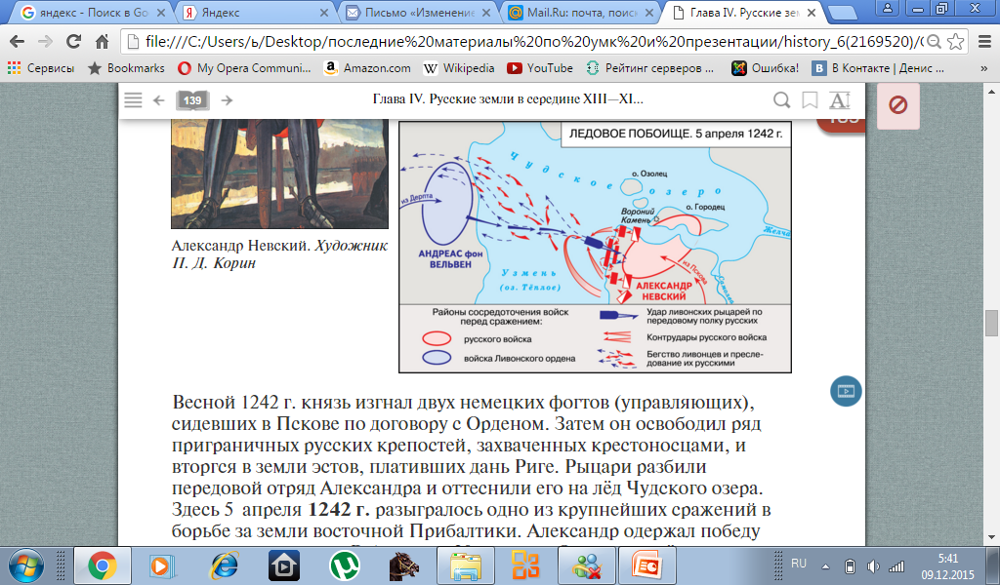 яндекс - Поиск в Go
Яндекс
Письмо «Изменение
Mail.Ru: почта, поиск
Глава IV. Русские зем
file:///C:/Users/ь/Desktop/последние%20материалы%20по%20умк%20и%20презентации/history_6(2169520)/
Сервисы
Bookmarks
My Opera Communi...
Amazon.com
Wikipedia
YouTube
Рейтинг серверов ...
Ошибка!
В Контакте | Денис ...
»
139
Глава IV. Русские земли в середине XIII—XI...
ЛЕДОВОЕ ПОБОИЩЕ. 5 апреля 1242 г.
Чудское озеро
о. Озолец
о. Городец
Вороний Камень
Желча
из Дерпта
АНДРЕАС фон ВЕЛЬВЕН
Узмень
(оз. Тёплое)
из Пскова
Самолва
АЛЕКСАНДР НЕВСКИЙ
Районы сосредоточения войск
перед сражением:
русского войска
войска Ливонского ордена
Удар ливонских рыцарей по
передовому полку русских
Контрудары русского войска
Бегство ливонцев и пресле-
дование их русскими
Александр Невский. Художник
П. Д. Корин
Весной 1242 г. князь изгнал двух немецких фогтов (управляющих),
сидевших в Пскове по договору с Орденом. Затем он освободил ряд
приграничных русских крепостей, захваченных крестоносцами, и
вторгся в земли эстов, плативших дань Риге. Рыцари разбили
передовой отряд Александра и оттеснили его на лёд Чудского озера.
Здесь 5 апреля 1242 г. разыгралось одно из крупнейших сражений в
борьбе за земли восточной Прибалтики. Александр одержал победу
RU
5:41
09.12.2015